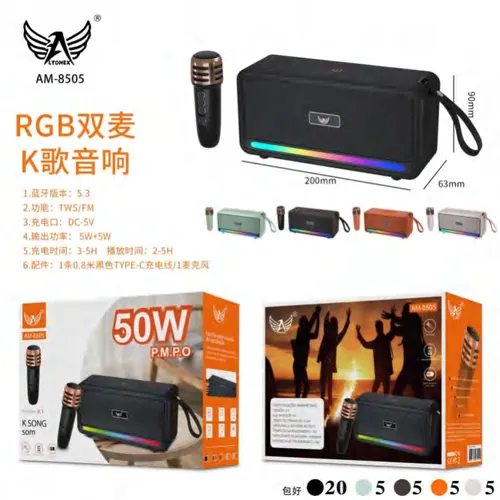 ALTOMEX
®
AM-8505
RGB双麦
K歌音响
1.蓝牙版本：5.3
2.功能：TWS/FM
3.充电口：DC-5V
4.输出功率： 5W+5W
5.充电时间：3-5H 播放时间：2-5H
6.配件：1条0.8米黑色TYPE-C充电线/1麦克风
90mm
200mm
63mm
AM-8505
50W
P.M.P.O
K SONG
som
AM-8505
包好 20 5 5 5 5